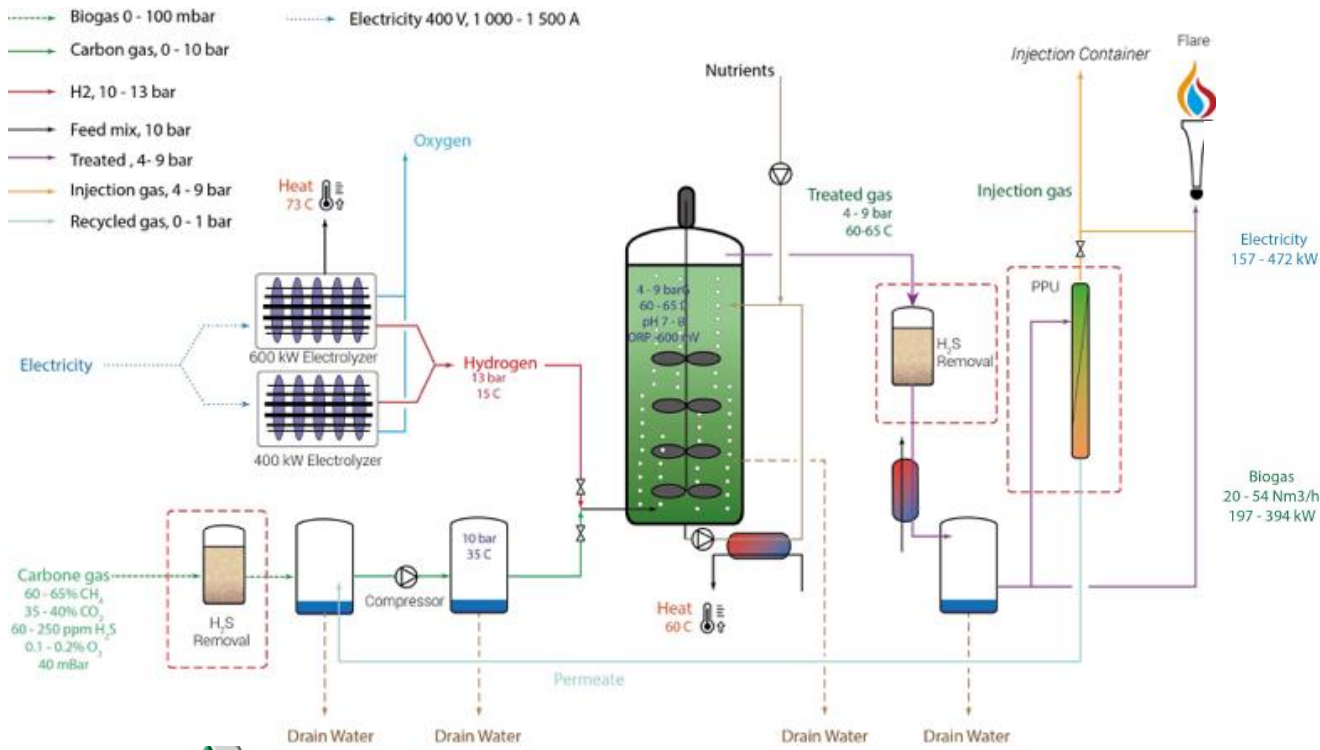 Biogas 0 - 100 mbar
Electricity 400 V, 1 000 - 1 500 A
Carbon gas, 0 - 10 bar
H2, 10 - 13 bar
Feed mix, 10 bar
Treated , 4- 9 bar
Injection gas, 4 - 9 bar
Recycled gas, 0 - 1 bar
Oxygen
Heat
73 C
600 kW Electrolyzer
400 kW Electrolyzer
Electricity
Hydrogen
13 bar
15 C
Nutrients
4 - 9 barG
60 - 65 C
pH 7 - 8
ORP -600 mV
Treated gas
4 - 9 bar
60-65 C
H2S
Removal
Injection Container
Flare
Injection gas
PPU
Electricity
157 - 472 kW
Biogas
20 - 54 Nm3/h
197 - 394 kW
Carbone gas
60 - 65% CH4
35 - 40% CO2
60 - 250 ppm H2S
0.1 - 0.2% O2
40 mBar
H2S
Removal
Compressor
10 bar
35 C
Heat
60 C
Permeate
Drain Water
Drain Water
Drain Water
Drain Water